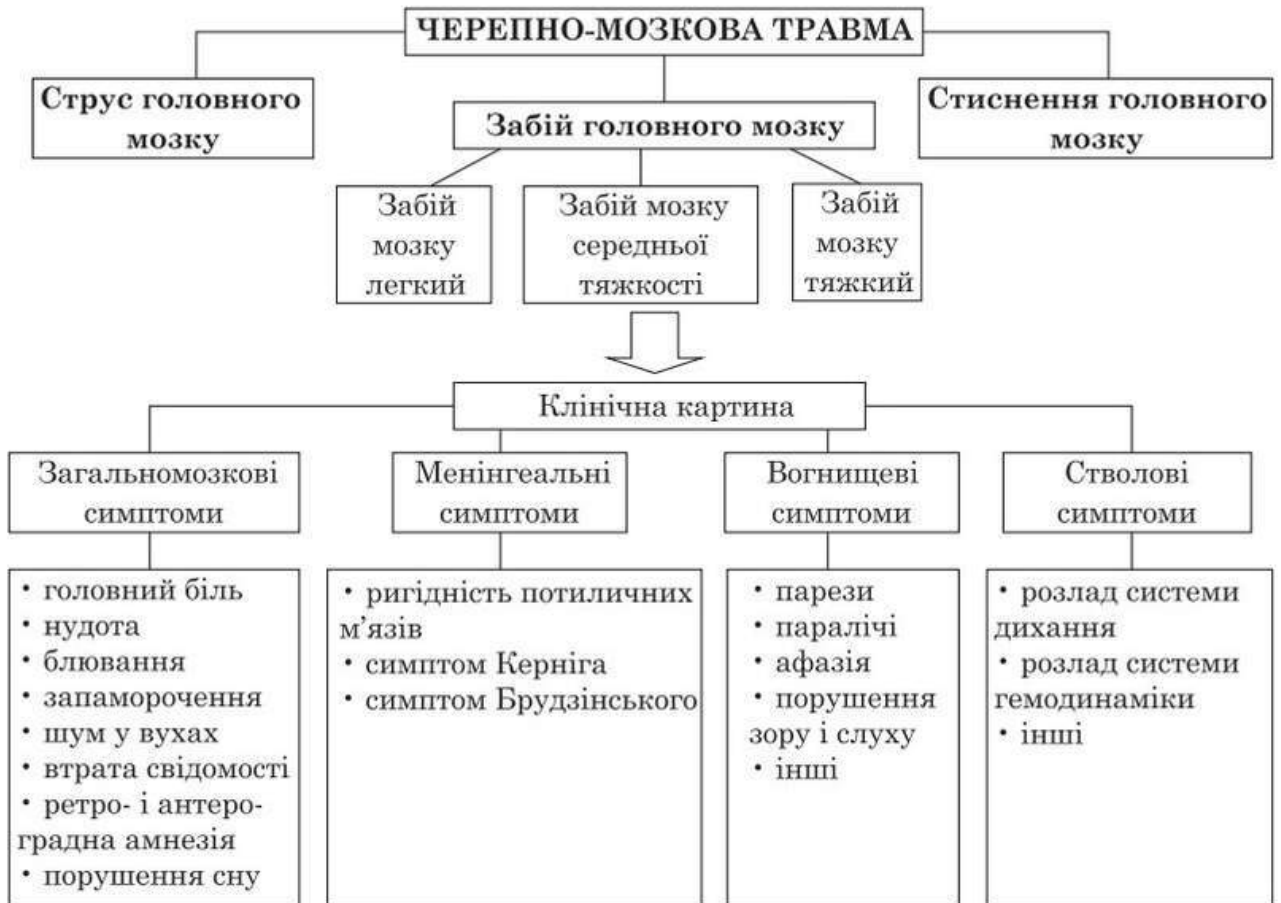 ЧЕРЕПНО-МОЗКОВА ТРАВМА
Струс головного
мозку
Забій головного мозку
Стиснення головного
мозку
Забій
мозку
легкий
Забій мозку
середньої
тяжкості
Забій
мозку
тяжкий
Клінічна картина
Загальномозкові
симптоми
Менінгеальні
симптоми
Вогнищеві
симптоми
Стволові
симптоми
• головний біль
• нудота
• блювання
• запаморочення
• шум у вухах
• втрата свідомості
• ретро- і антеро-
градна амнезія
• порушення сну
• ригідність потиличних
м’язів
• симптом Керніга
• симптом Брудзінського
• парези
• паралічі
• афазія
• порушення
зору і слуху
• інші
• розлад системи
дихання
• розлад системи
гемодинаміки
• інші